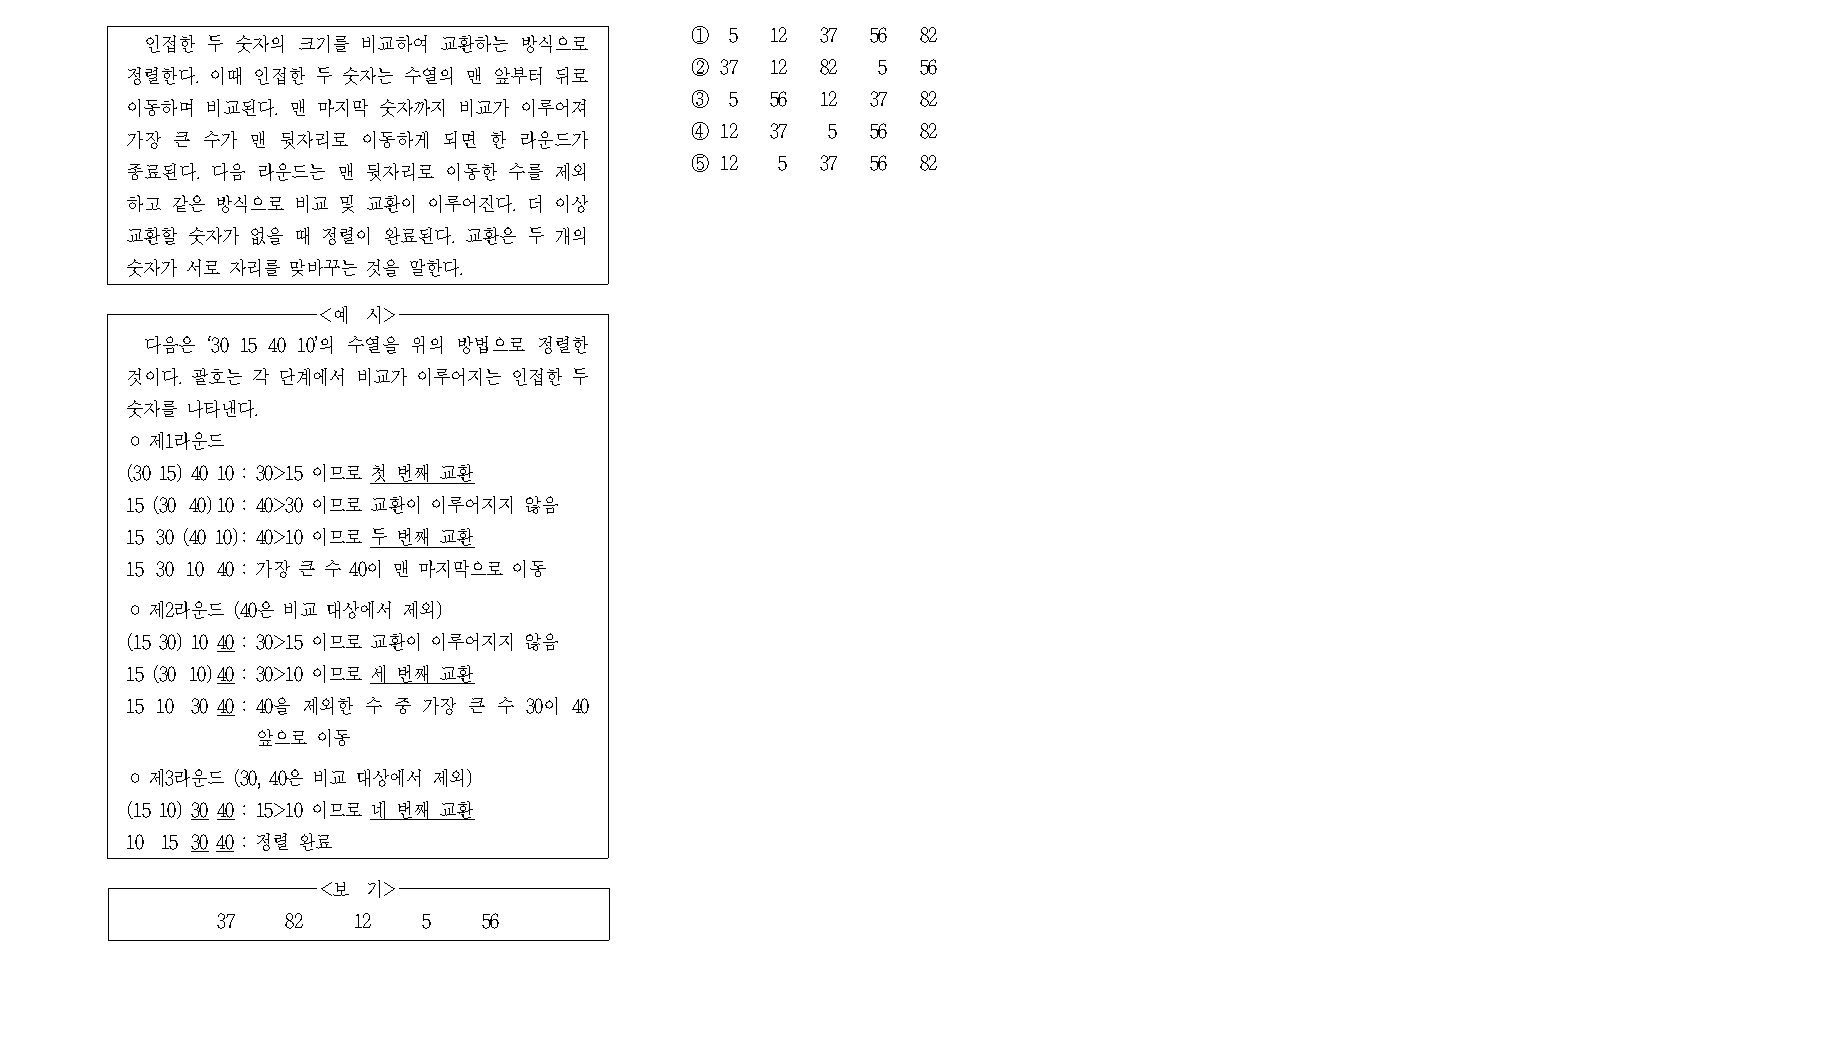 인접한 두 숫자의 크기를 비교하여 교환하는 방식으로
정렬한다. 이때 인접한 두 숫자는 수열의 맨 앞부터 뒤로
이동하며 비교된다. 맨 마지막 숫자까지 비교가 이루어져
가장 큰 수가 맨 뒷자리로 이동하게 되면 한 라운드가
종료된다. 다음 라운드는 맨 뒷자리로 이동한 수를 제외
하고 같은 방식으로 비교 및 교환이 이루어진다. 더 이상
교환할 숫자가 없을 때 정렬이 완료된다. 교환은 두 개의
숫자가 서로 자리를 맞바꾸는 것을 말한다.
<예 시>
다음은 ‘30 15 40 10’의 수열을 위의 방법으로 정렬한
것이다. 괄호는 각 단계에서 비교가 이루어지는 인접한 두
숫자를 나타낸다.
ㅇ 제1라운드
(30 15) 40 10 : 30>15 이므로 첫 번째 교환
15 (30 40) 10 : 40>30 이므로 교환이 이루어지지 않음
15 30 (40 10) : 40>10 이므로 두 번째 교환
15 30 10 40 : 가장 큰 수 40이 맨 마지막으로 이동
ㅇ 제2라운드 (40은 비교 대상에서 제외)
(15 30) 10 40 : 30>15 이므로 교환이 이루어지지 않음
15 (30 10) 40 : 30>10 이므로 세 번째 교환
15 10 30 40 : 40을 제외한 수 중 가장 큰 수 30이 40
앞으로 이동
ㅇ 제3라운드 (30, 40은 비교 대상에서 제외)
(15 10) 30 40 : 15>10 이므로 네 번째 교환
10 15 30 40 : 정렬 완료
<보 기>
37 82 12 5 56
① 5 12 37 56 82
② 37 12 82 5 56
③ 5 56 12 37 82
④ 12 37 5 56 82
⑤ 12 5 37 56 82